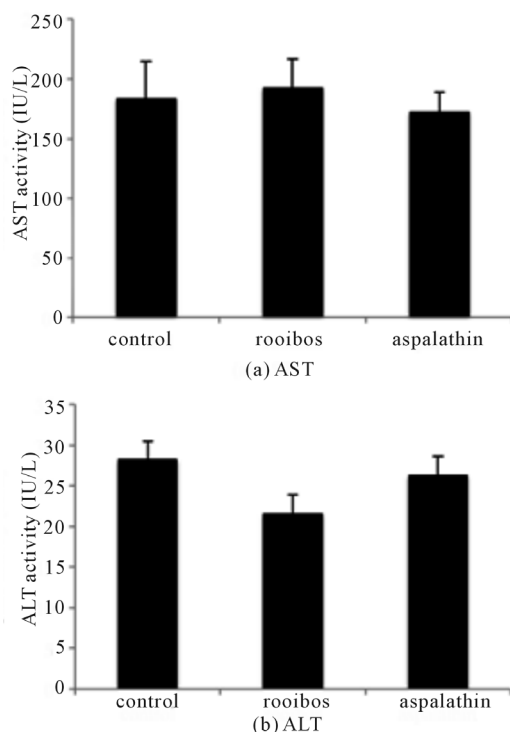 250
200
150
100
50
0
AST activity (IU/L)
control rooibos aspalathin
(a) AST
35
30
25
20
15
10
5
0
ALT activity (IU/L)
control rooibos aspalathin
(b) ALT